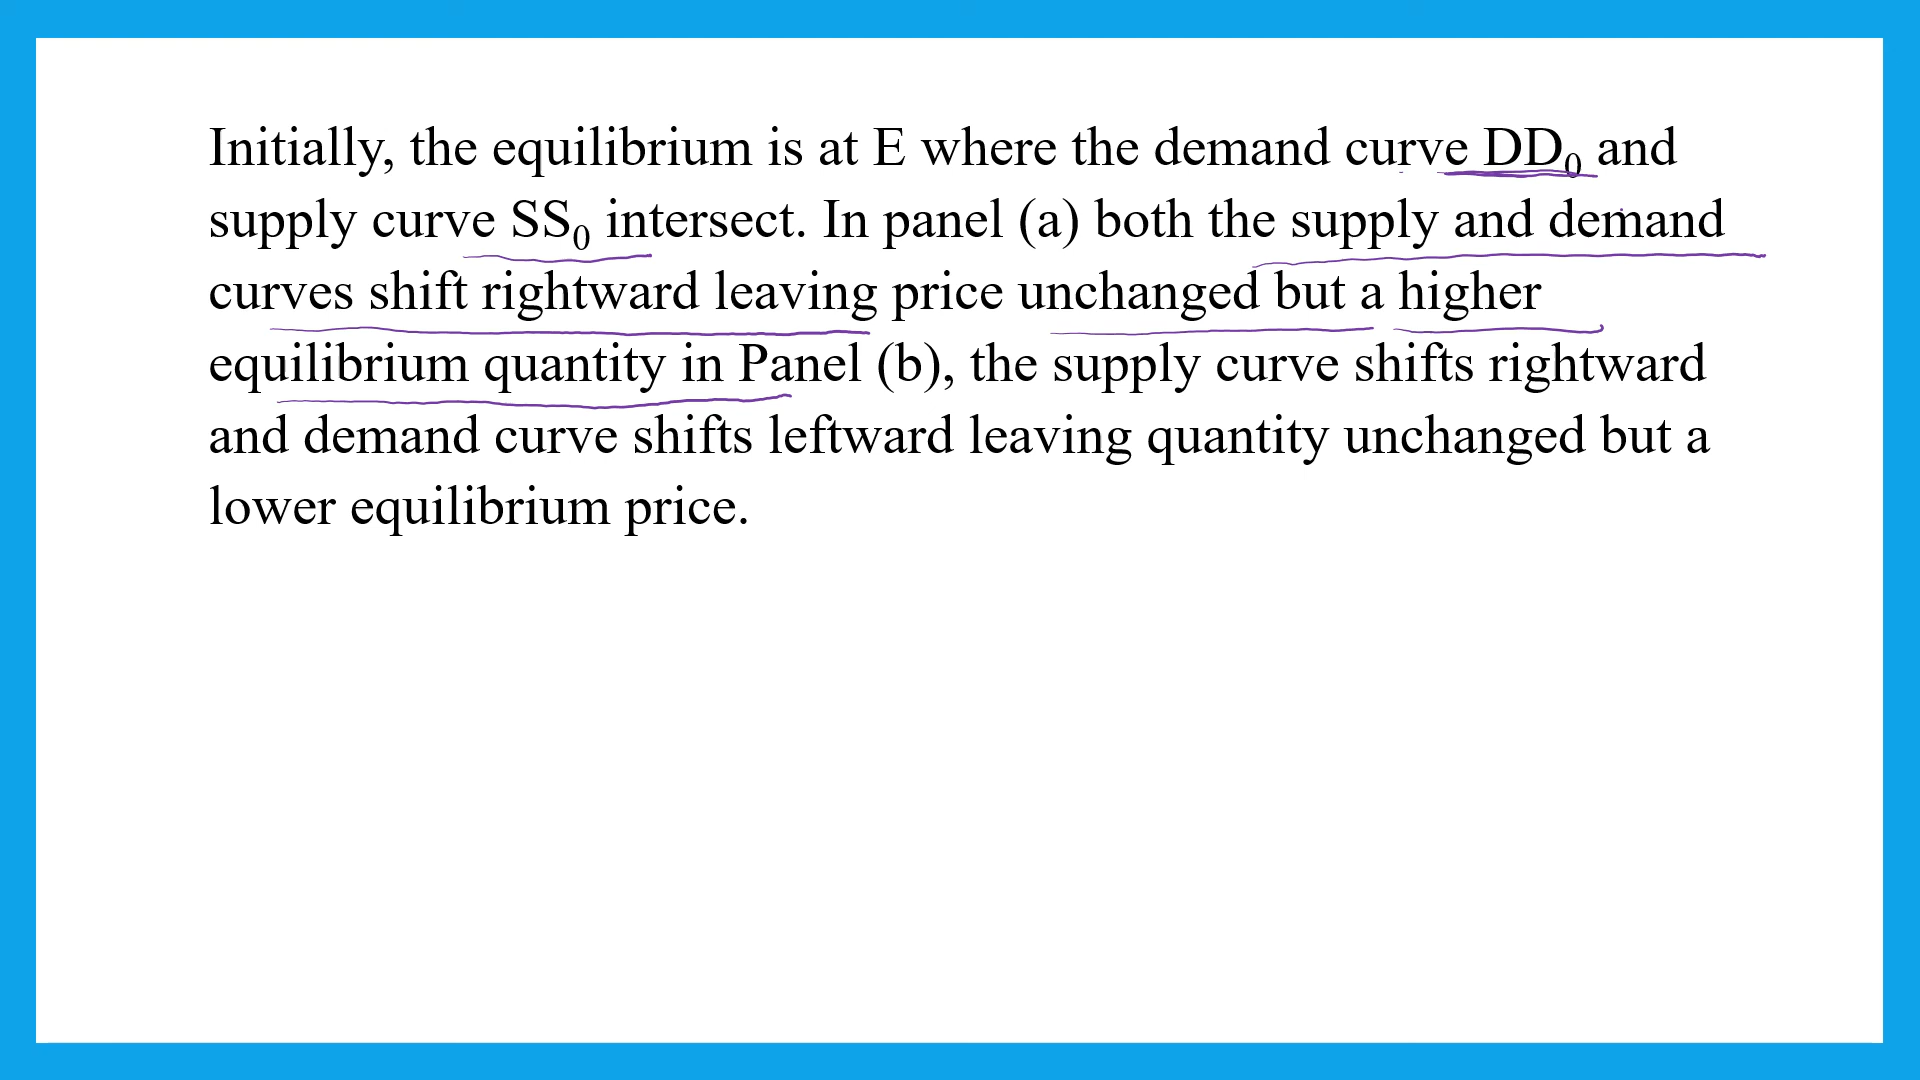 Initially, the equilibrium is at E where the demand curve DD₀ and
supply curve SS₀ intersect. In panel (a) both the supply and demand
curves shift rightward leaving price unchanged but a higher
equilibrium quantity in Panel (b), the supply curve shifts rightward
and demand curve shifts leftward leaving quantity unchanged but a
lower equilibrium price.